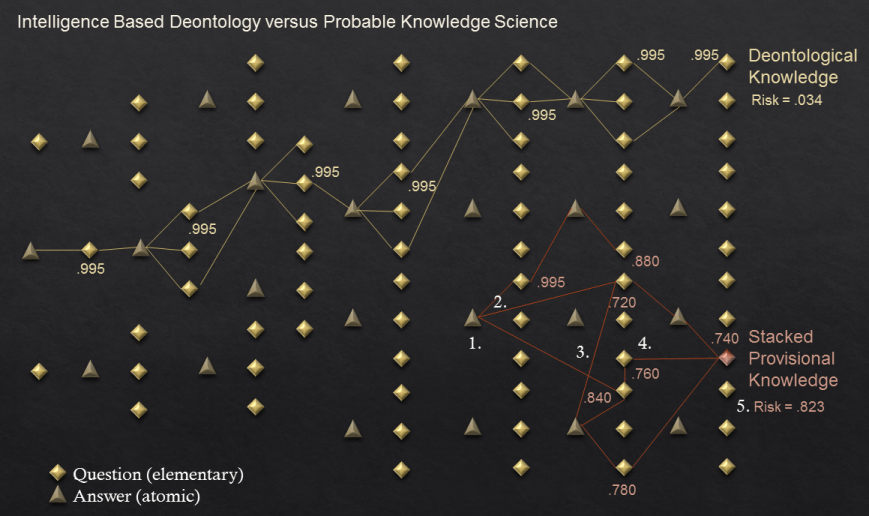 Intelligence Based Deontology versus Probable Knowledge Science
.995
.995
Deontological
Knowledge
Risk = .034
.995
.995
.995
.995
.995
.880
.995
2.
.720
1.
3.
4.
.740
Stacked
Provisional
Knowledge
.760
.840
5. Risk = .823
.780
Question (elementary)
Answer (atomic)